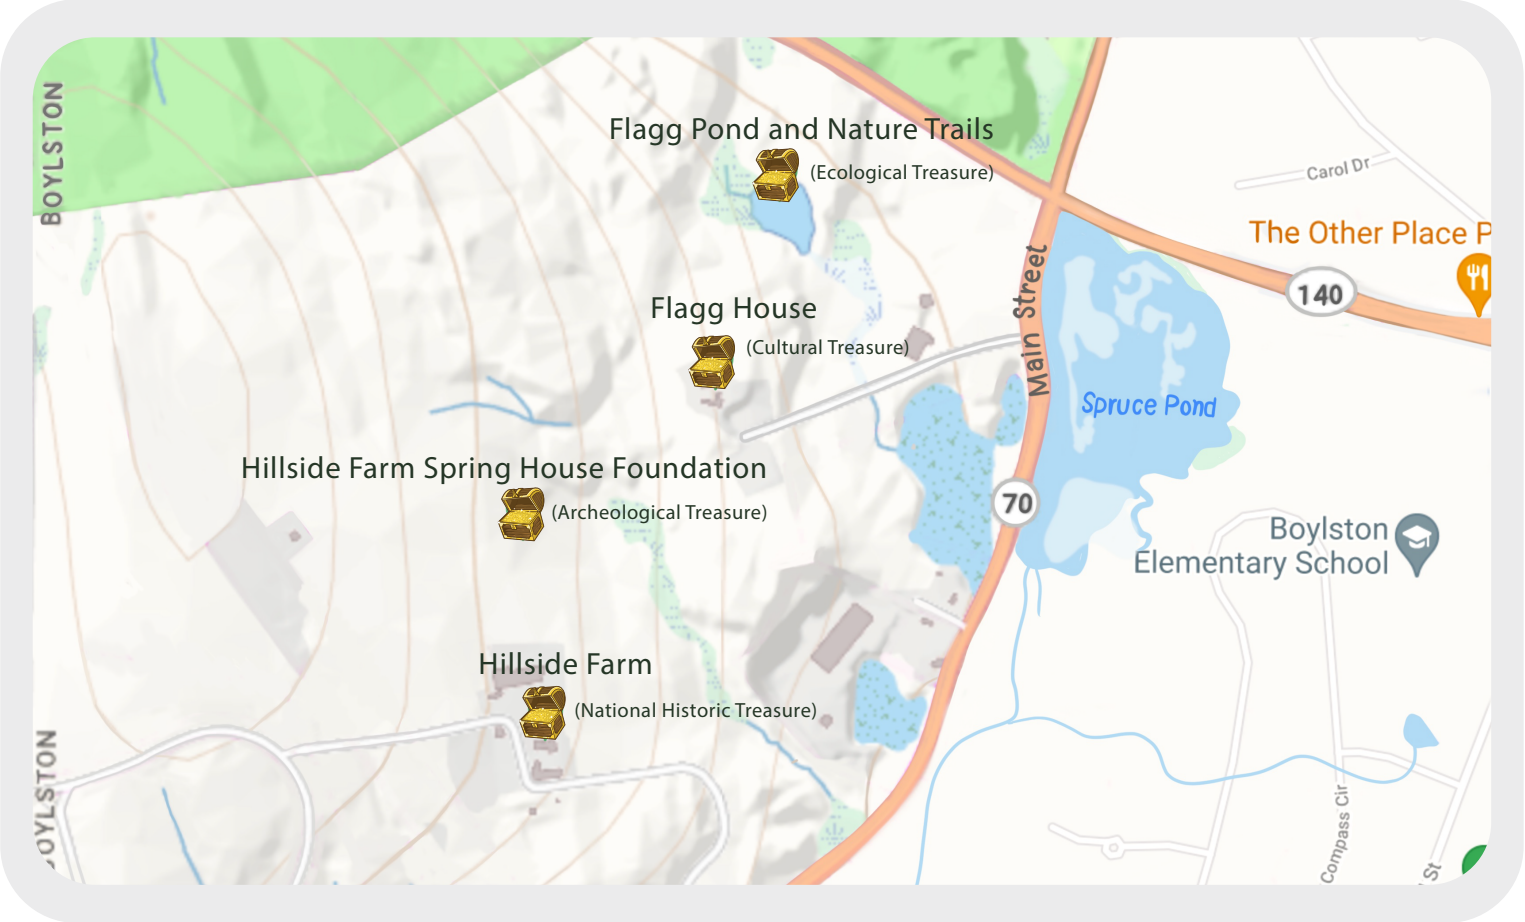 BOYLSTON
Flagg Pond and Nature Trails
(Ecological Treasure)
Carol Dr
The Other Place P
140
Main Street
Flagg House
(Cultural Treasure)
Spruce Pond
Hillside Farm Spring House Foundation
(Archeological Treasure)
70
Boylston
Elementary School
Hillside Farm
(National Historic Treasure)
BOYLSTON
Compass Cir
St